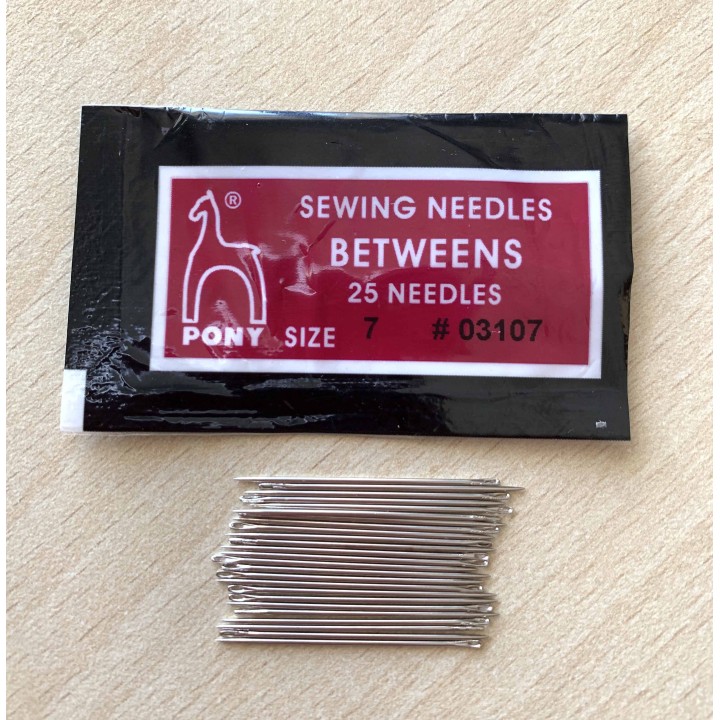 ®
SEWING NEEDLES
BETWEENS
25 NEEDLES
PONY SIZE 7 # 03107